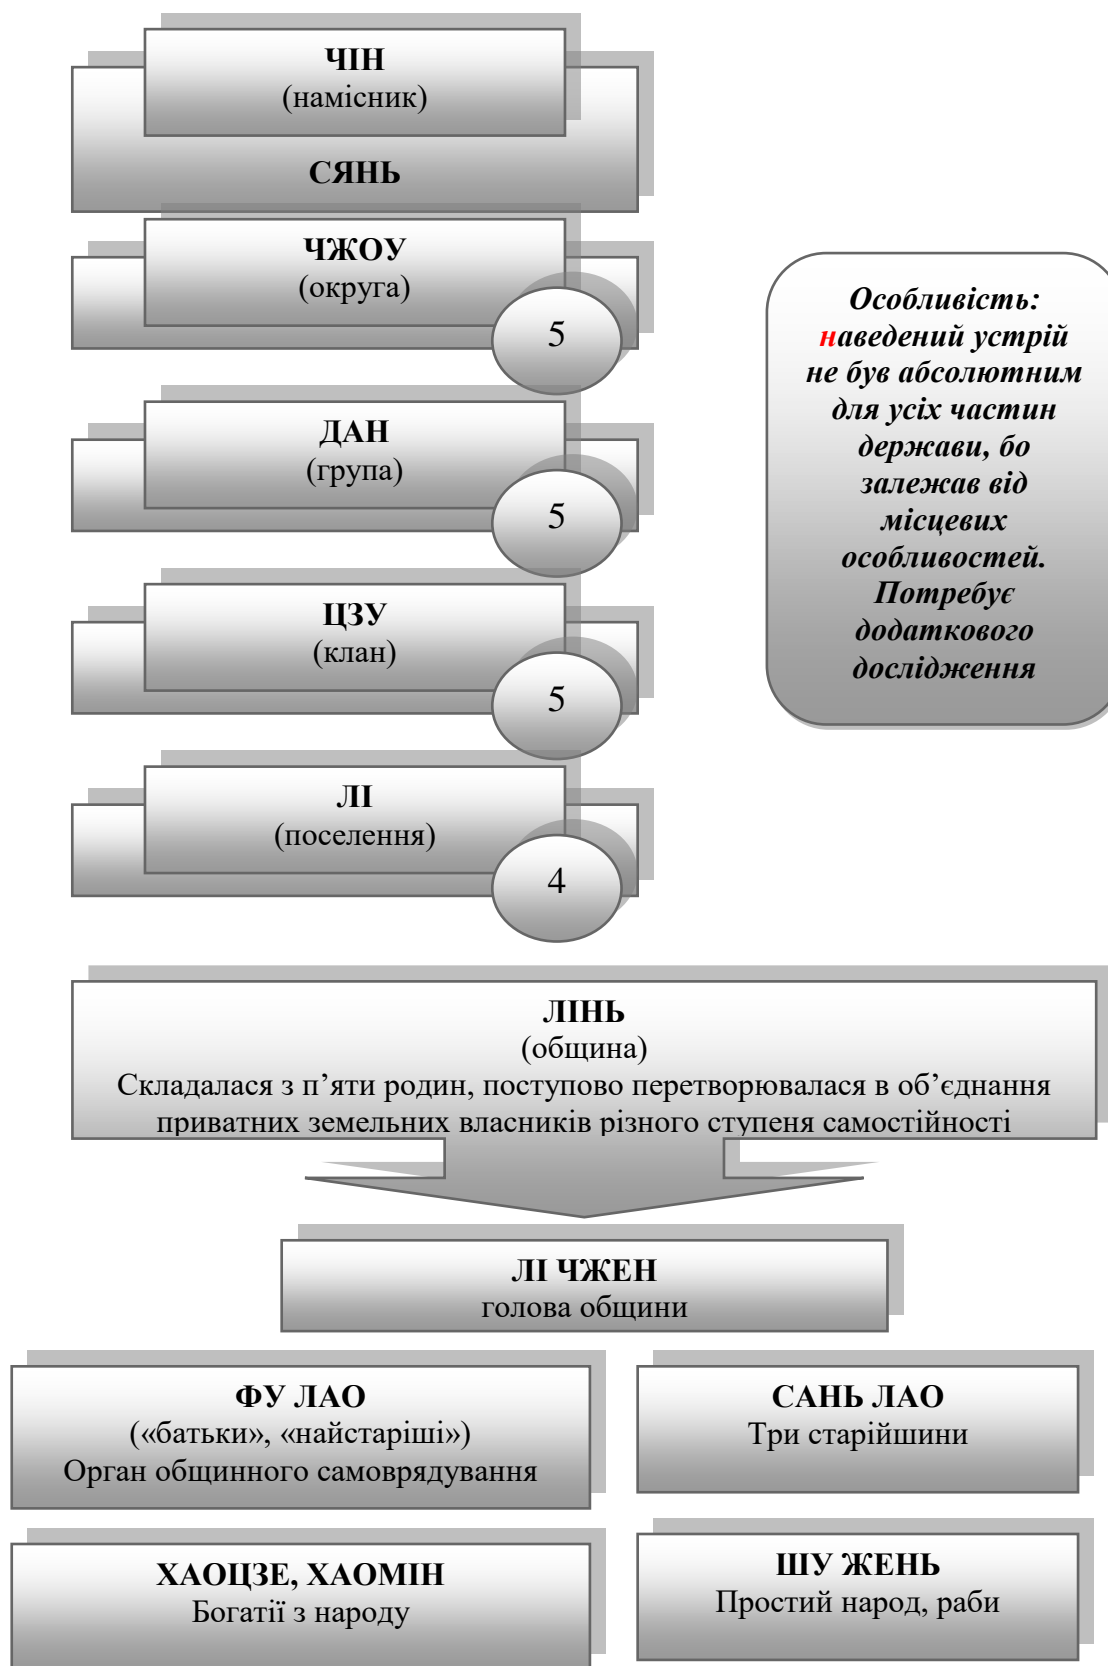 ЧІН
(намісник)
СЯНЬ
ЧЖОУ
(округа)
5
ДАН
(група)
5
ЦЗУ
(клан)
5
ЛІ
(поселення)
4
Особливість:
наведений устрій
не був абсолютним
для усіх частин
держави, бо
залежав від
місцевих
особливостей.
Потребує
додаткового
дослідження
ЛІНЬ
(община)
Складалася з п’яти родин, поступово перетворювалася в об’єднання
приватних земельних власників різного ступеня самостійності
ЛІ ЧЖЕН
голова общини
ФУ ЛАО
(«батьки», «найстаріші»)
Орган общинного самоврядування
САНЬ ЛАО
Три старійшини
ХАОЦЗЕ, ХАОМІН
Богатії з народу
ШУ ЖЕНЬ
Простий народ, раби